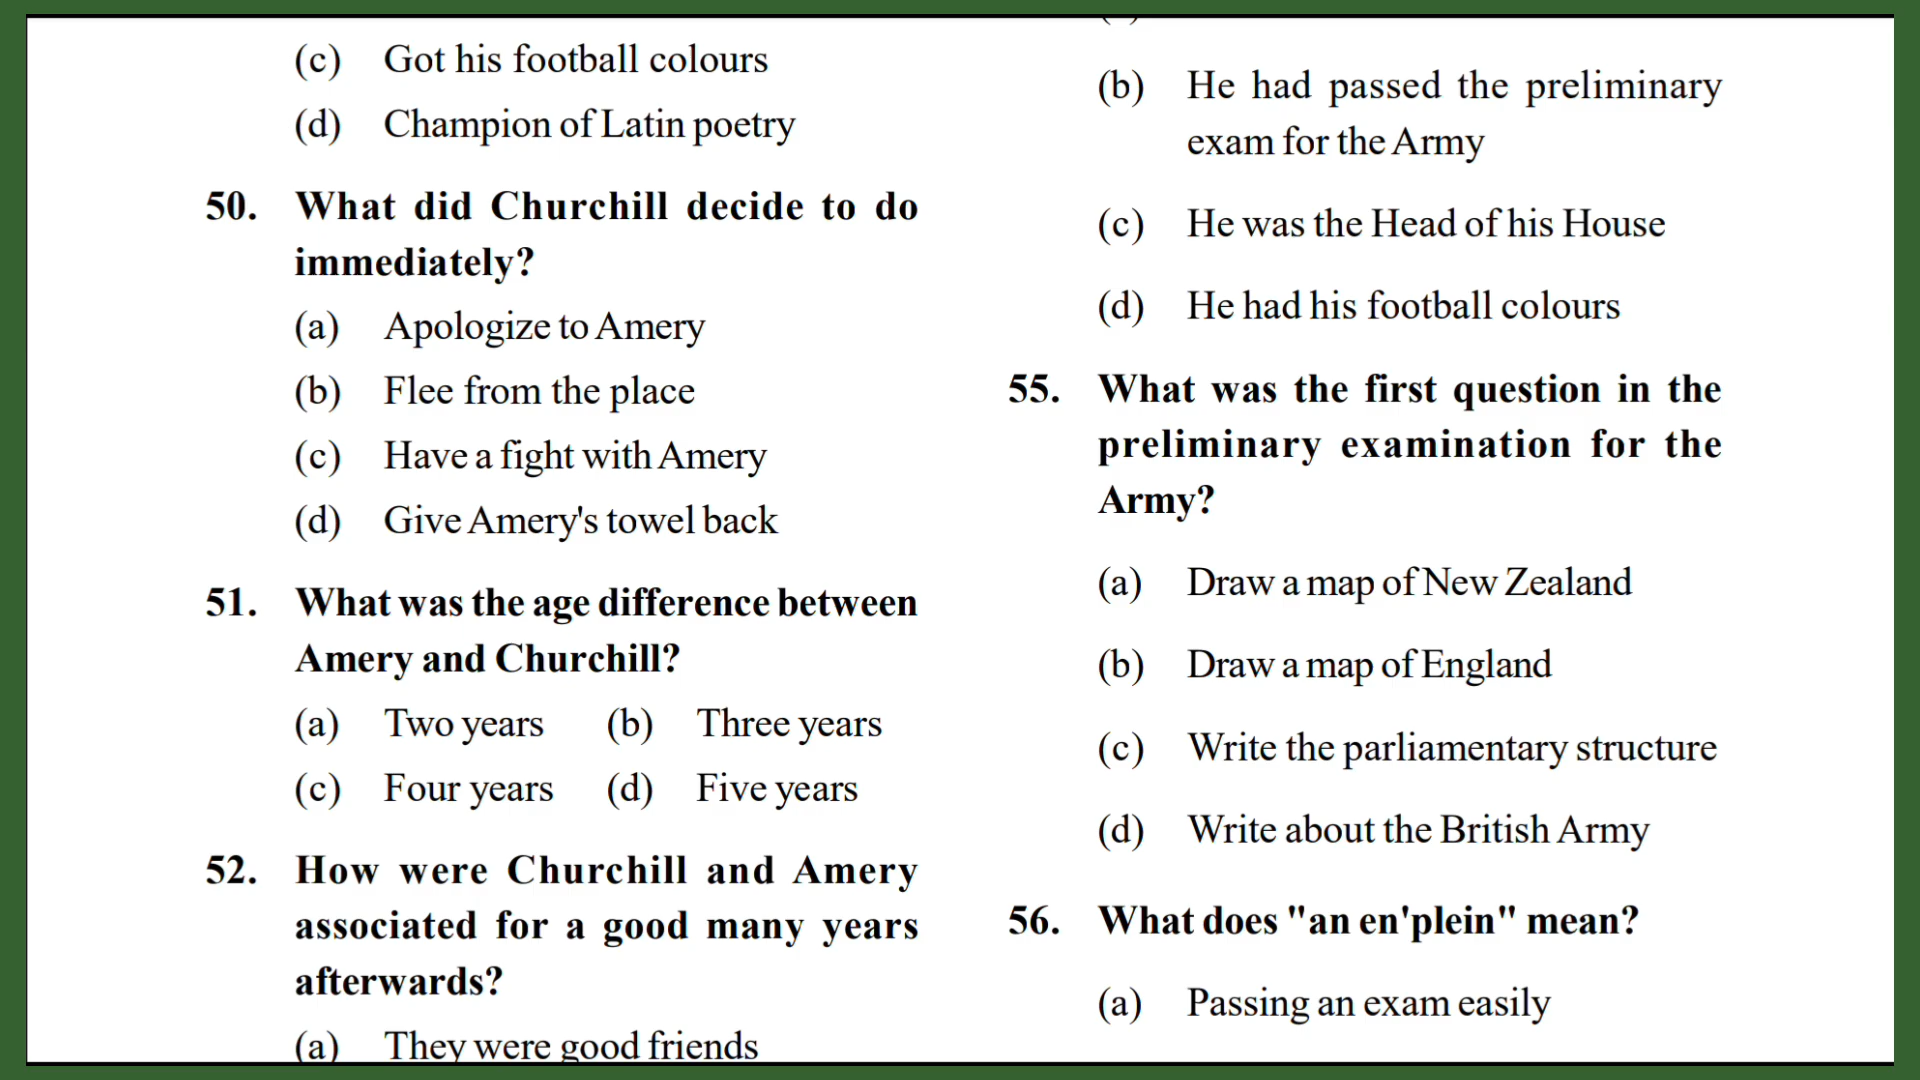 (c) Got his football colours
(d) Champion of Latin poetry
50. What did Churchill decide to do
immediately?
(a) Apologize to Amery
(b) Flee from the place
(c) Have a fight with Amery
(d) Give Amery's towel back
51. What was the age difference between
Amery and Churchill?
(a) Two years (b) Three years
(c) Four years (d) Five years
52. How were Churchill and Amery
associated for a good many years
afterwards?
(a) They were good friends
(b) He had passed the preliminary
exam for the Army
(c) He was the Head of his House
(d) He had his football colours
55. What was the first question in the
preliminary examination for the
Army?
(a) Draw a map of New Zealand
(b) Draw a map of England
(c) Write the parliamentary structure
(d) Write about the British Army
56. What does "an en'plein" mean?
(a) Passing an exam easily